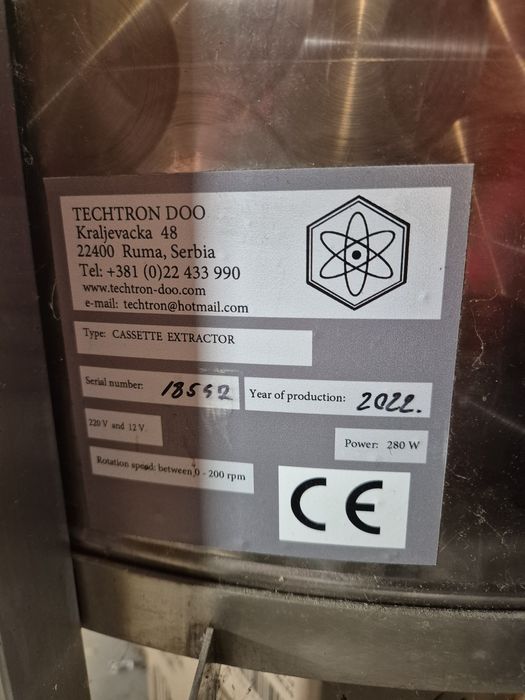 TECHTRON DOO
Kraljevacka 48
22400 Ruma, Serbia
Tel: +381 (0)22 433 990
www.techtron-doo.com
e-mail: techtron@hotmail.com
Type: CASSETTE EXTRACTOR
Serial number: 18592
Year of production: 2022.
220 V and 12 V
Power: 280 W
Rotation speed: between 0 - 200 rpm
CE